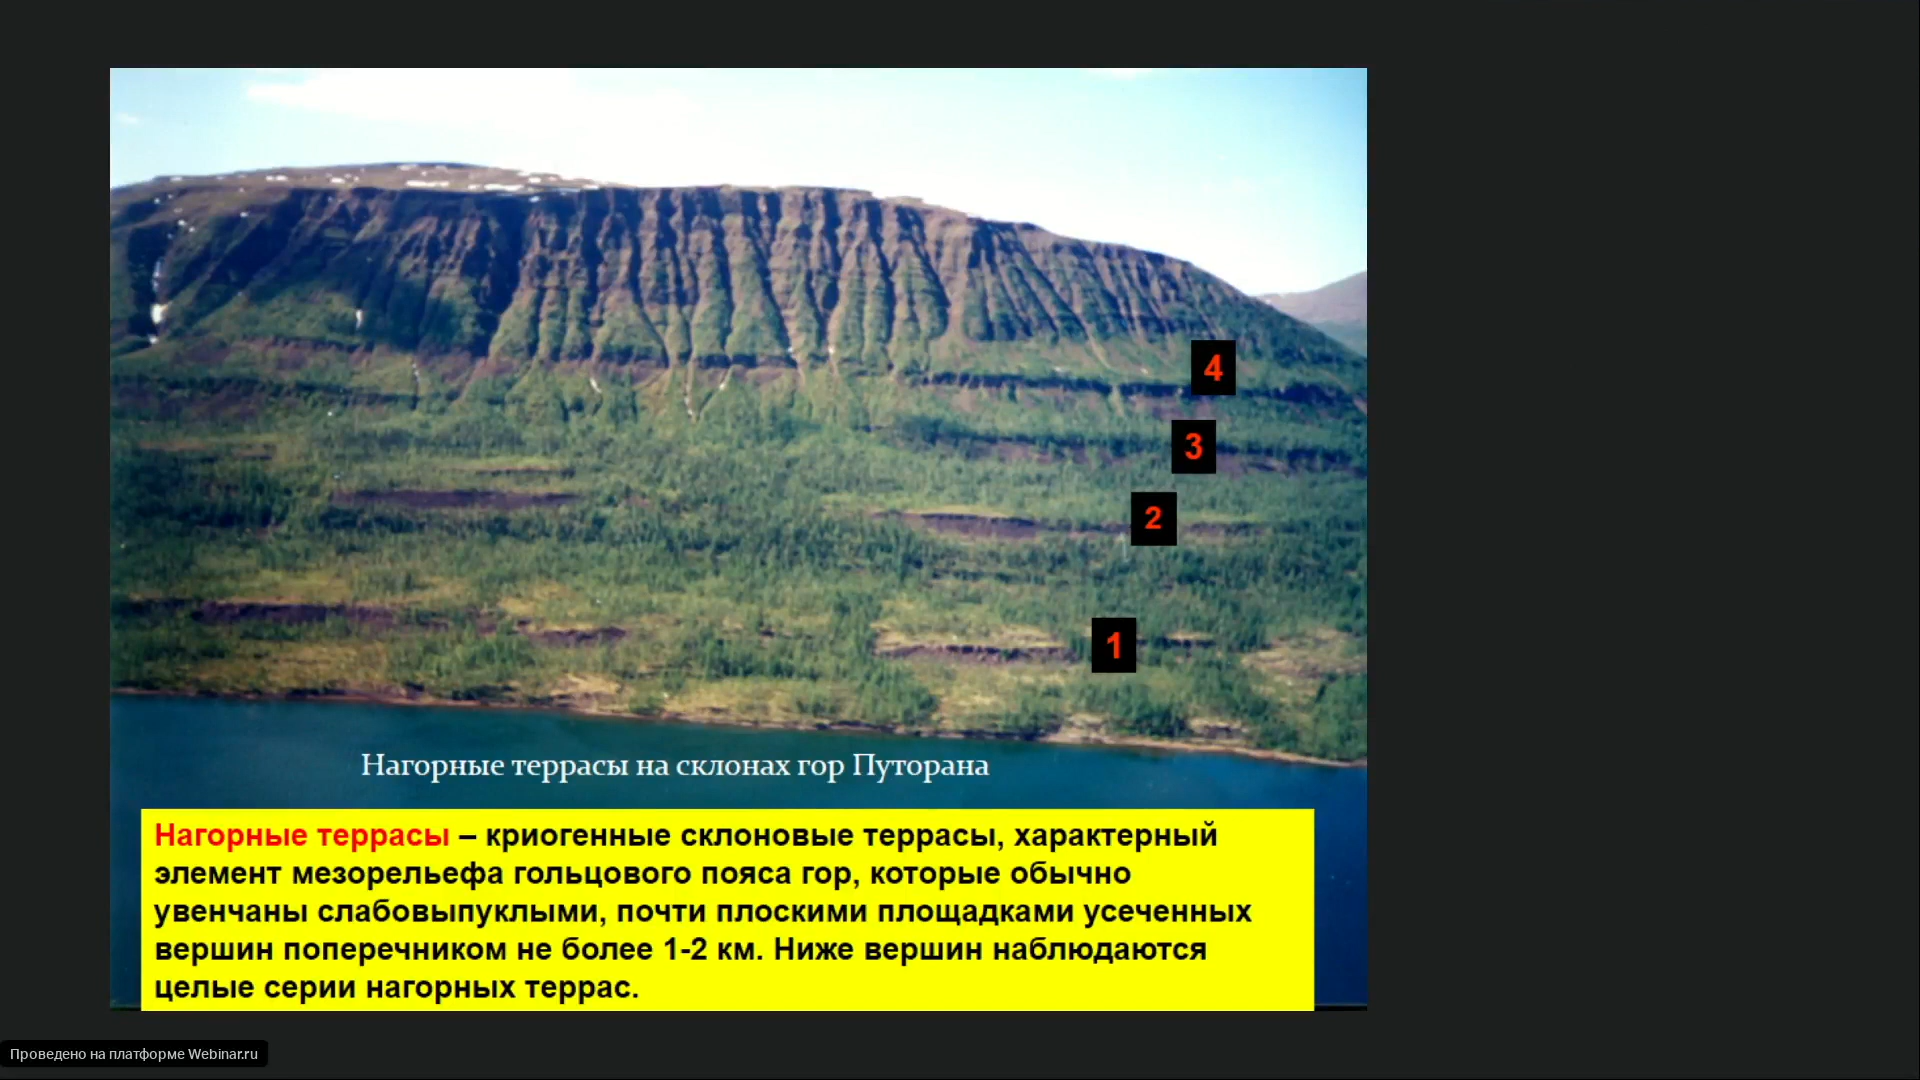 4
3
2
1
Нагорные террасы на склонах гор Путорана
Нагорные террасы – криогенные склоновые террасы, характерный
элемент мезорельефа гольцового пояса гор, которые обычно
увенчаны слабовыпуклыми, почти плоскими площадками усеченных
вершин поперечником не более 1-2 км. Ниже вершин наблюдаются
целые серии нагорных террас.
Проведено на платформе Webinar.ru